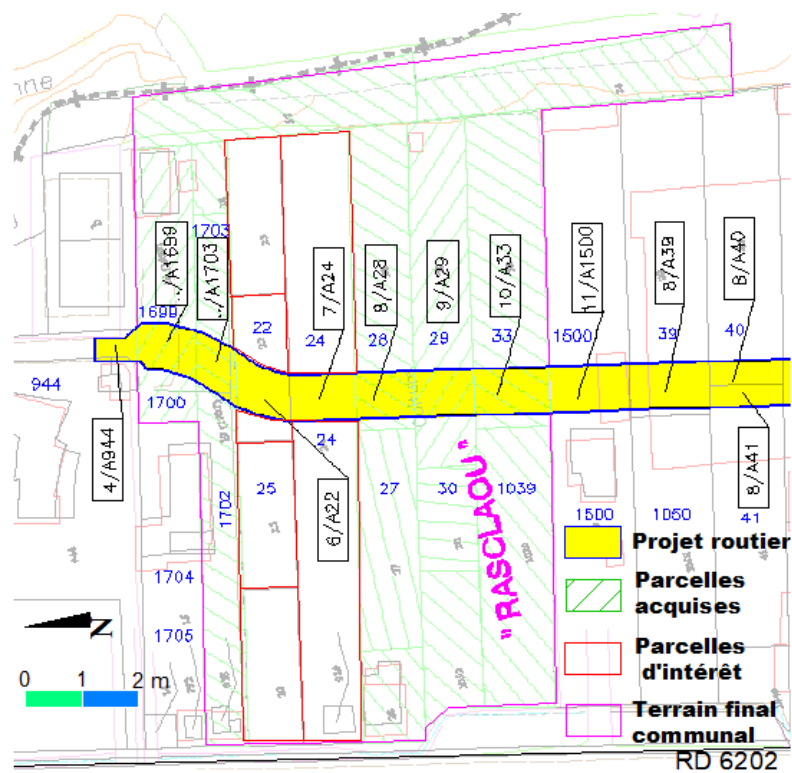 nne
1703
1699
../A1699
../A1703
7/A24
8/A28
9/A29
10/A33
11/A1500
8/A39
B/A40
22
24
28
29
33
1500
39
40
944
1700
4/A944
24
25
27
30
1039
1702
6/A22
8/A41
1500
1050
41
"RASCLAOU"
1704
1705
N
0 1 2 m
Projet routier
Parcelles
acquises
Parcelles
d'intérêt
Terrain final
communal
RD 6202